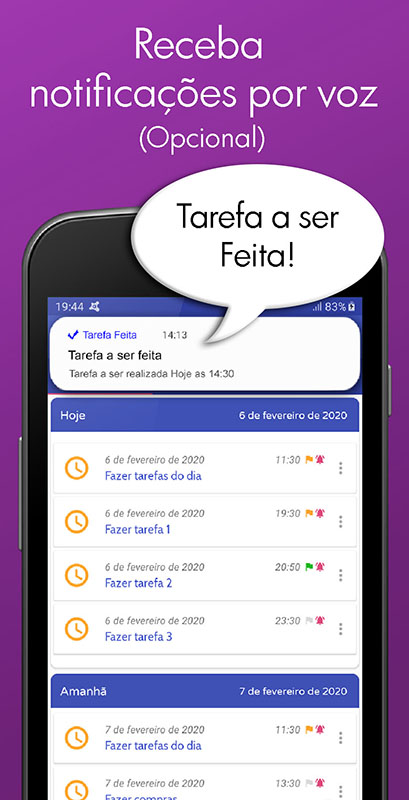 Receba
notificações por voz
(Opcional)
Tarefa a ser
Feita!
19:44 83%
Tarefa Feita 14:13
Tarefa a ser feita
Tarefa a ser realizada Hoje as 14:30
Hoje 6 de fevereiro de 2020
6 de fevereiro de 2020 11:30
Fazer tarefas do dia
6 de fevereiro de 2020 19:30
Fazer tarefa 1
6 de fevereiro de 2020 20:50
Fazer tarefa 2
6 de fevereiro de 2020 23:30
Fazer tarefa 3
Amanhã 7 de fevereiro de 2020
7 de fevereiro de 2020 11:30
Fazer tarefas do dia
7 de fevereiro de 2020 13:30
Fazer compras